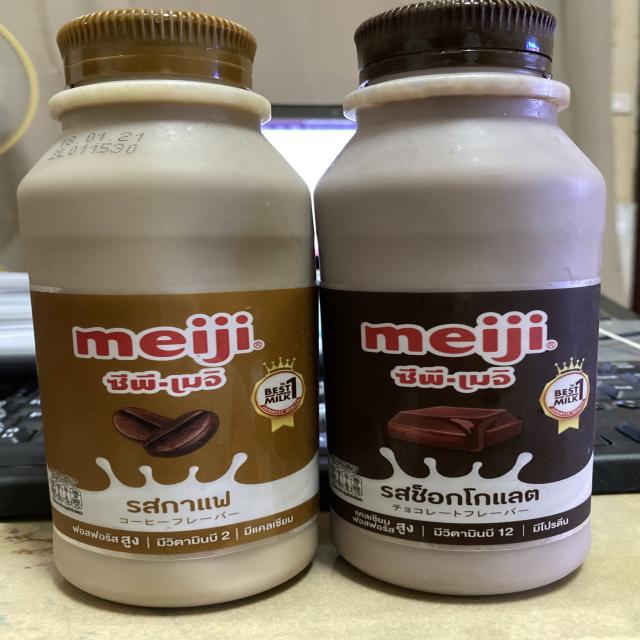 18 01 21
meiji
ซีพี-เมจิ
BEST
MILK 1
รสกาแฟ
コーヒーフレーバー
ฟอสฟอรัสสูง | มีวิตามินบี 2 | มีแคลเซียม
meiji
ซีพี-เมจิ
BEST
MILK 1
รสช็อกโกแลต
チョコレートフレーバー
แคลเซียม
ฟอสฟอรัส สูง | มีวิตามินบี 12 | มีโปรตีน